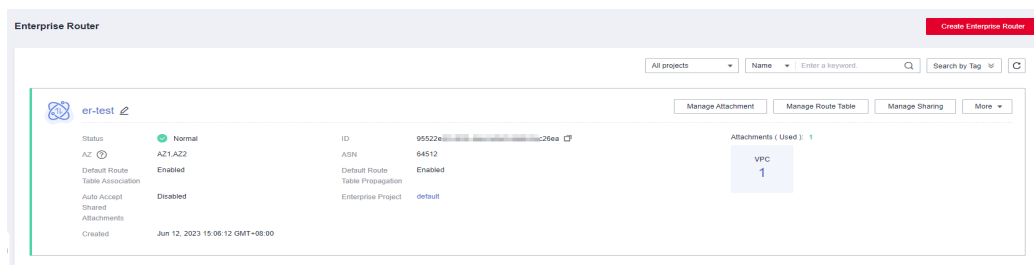 Enterprise Router
Create Enterprise Router
All projects
Name
Enter a keyword.
Search by Tag
er-test
Manage Attachment
Manage Route Table
Manage Sharing
More
Status
Normal
ID
95522e c26ea
Attachments ( Used ): 1
AZ
AZ1,AZ2
ASN
64512
VPC
1
Default Route
Table Association
Enabled
Default Route
Table Propagation
Enabled
Auto Accept
Shared
Attachments
Disabled
Enterprise Project
default
Created
Jun 12, 2023 15:06:12 GMT+08:00